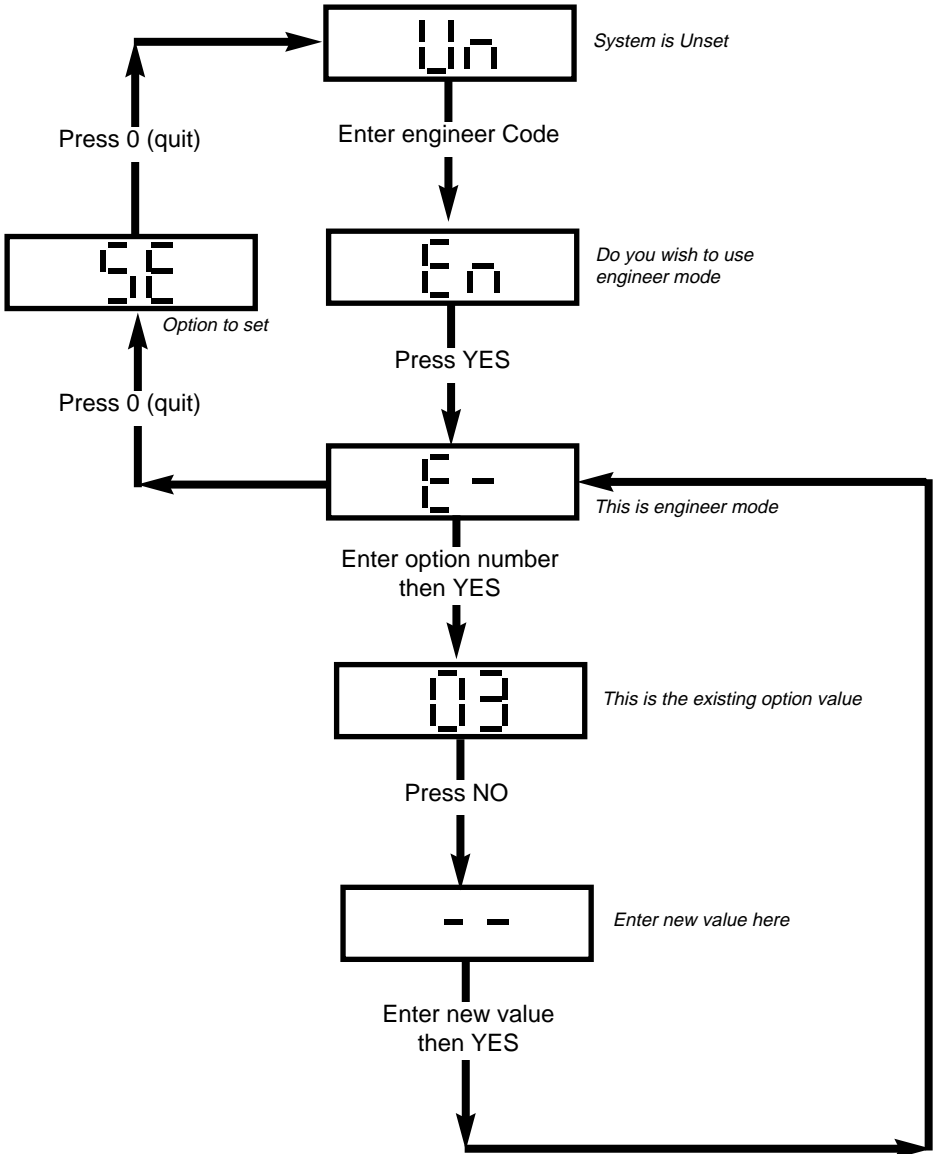 Un
System is Unset
Press 0 (quit)
Enter engineer Code
SE
Option to set
En
Do you wish to use
engineer mode
Press YES
Press 0 (quit)
E-
This is engineer mode
Enter option number
then YES
03
This is the existing option value
Press NO
- -
Enter new value here
Enter new value
then YES